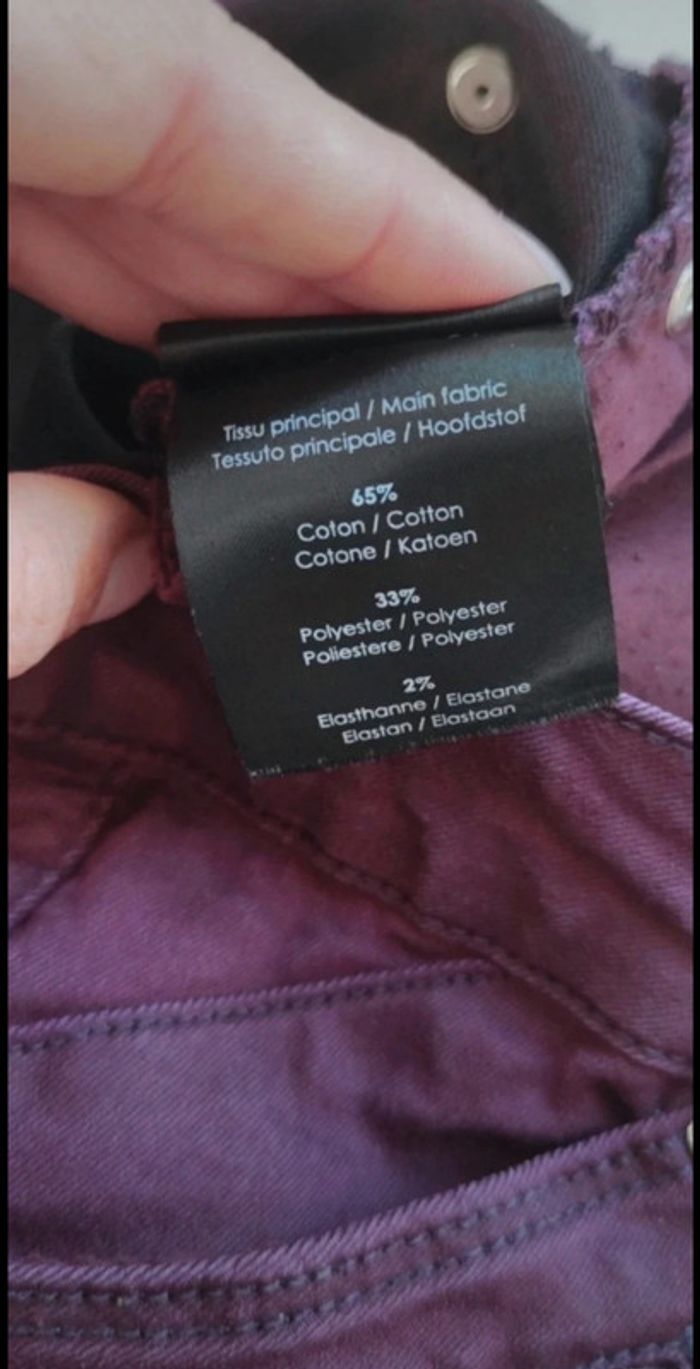 Tissu principal / Main fabric
Tessuto principale / Hoofdstof
65%
Coton / Cotton
Cotone / Katoen
33%
Polyester / Polyester
Poliestere / Polyester
2%
Elasthanne / Elastane
Elastan / Elastaan